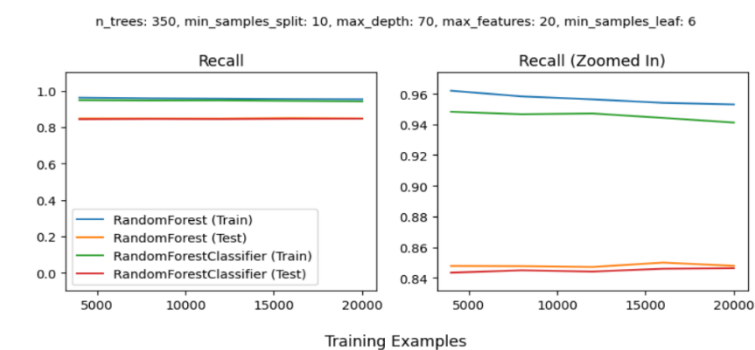 n_trees: 350, min_samples_split: 10, max_depth: 70, max_features: 20, min_samples_leaf: 6
Recall
1.0
0.8
0.6
0.4
0.2
0.0
RandomForest (Train)
RandomForest (Test)
RandomForestClassifier (Train)
RandomForestClassifier (Test)
5000 10000 15000 20000
Recall (Zoomed In)
0.96
0.94
0.92
0.90
0.88
0.86
0.84
5000 10000 15000 20000
Training Examples